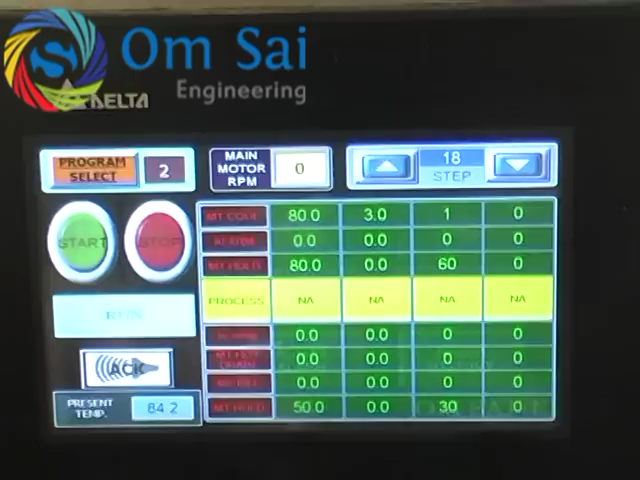 Om Sai
Engineering
DELTA
PROGRAM
SELECT
2
MAIN
MOTOR
RPM
0
18
STEP
START
STOP
RUN
ACK
PRESENT
TEMP.
84.2
80.0 3.0 1 0
0.0 0.0 0 0
80.0 0.0 60 0
PROCESS NA NA NA NA
0.0 0.0 0 0
DRAIN 0.0 0.0 0 0
0.0 0.0 0 0
MT HOLD 50.0 0.0 30 0